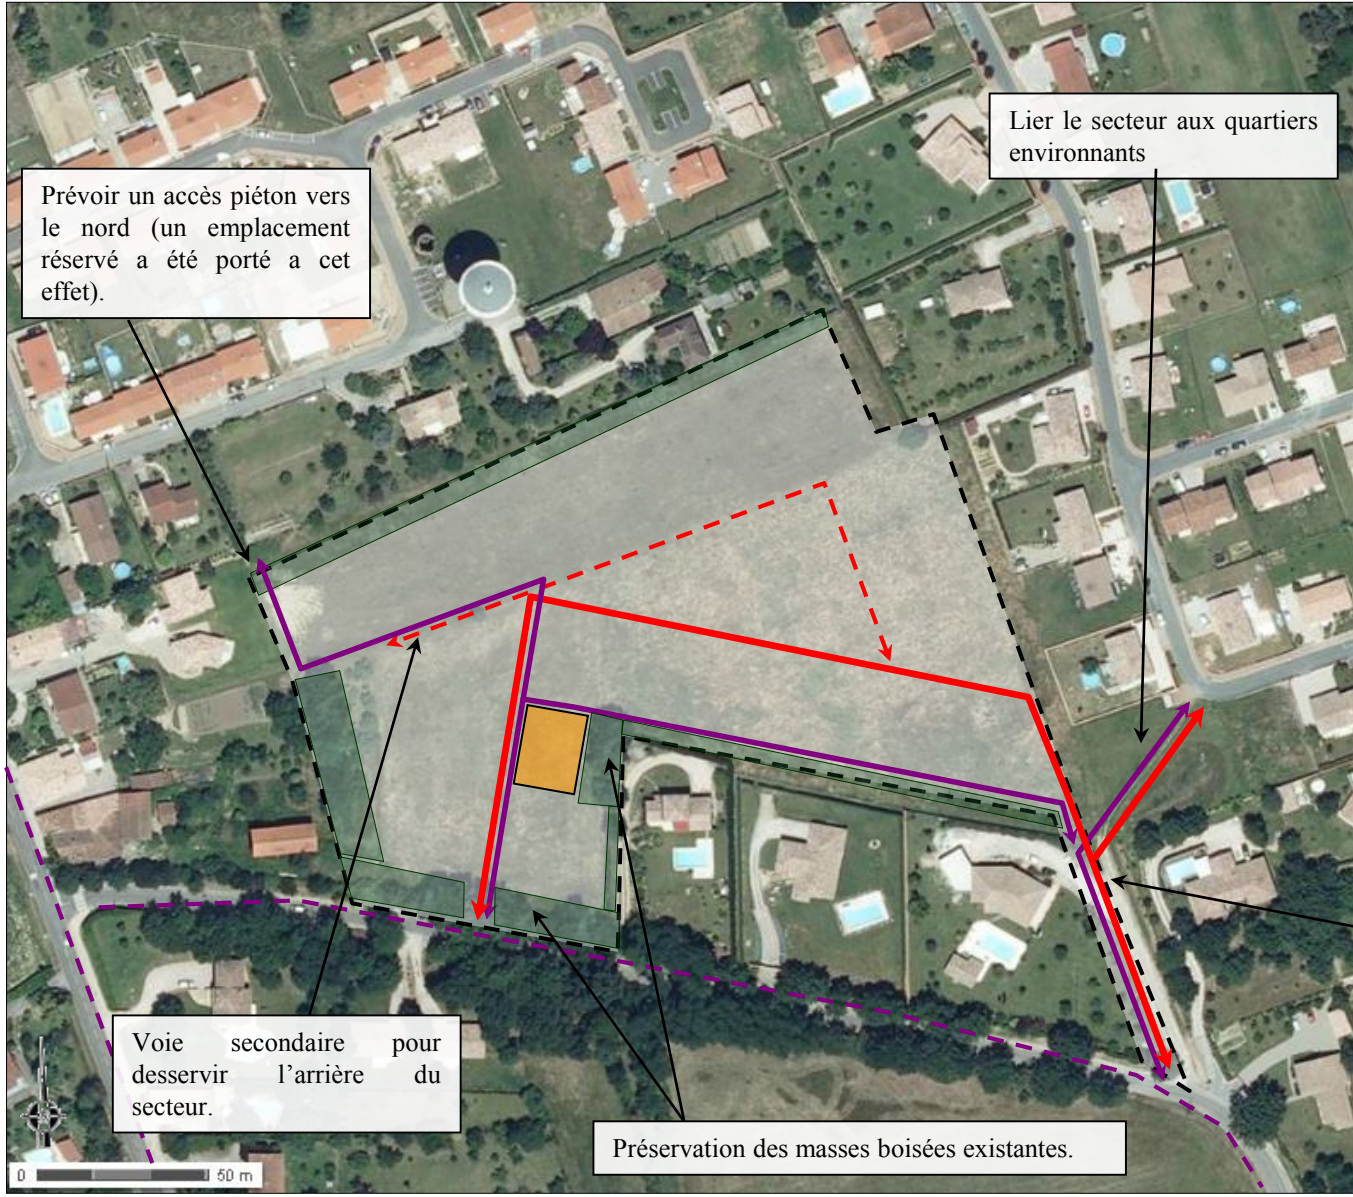 Lier le secteur aux quartiers
environnants
Prévoir un accès piéton vers
le nord (un emplacement
réservé a été porté a cet
effet).
Voie secondaire pour
desservir l’arrière du
secteur.
Préservation des masses boisées existantes.
0 50 m